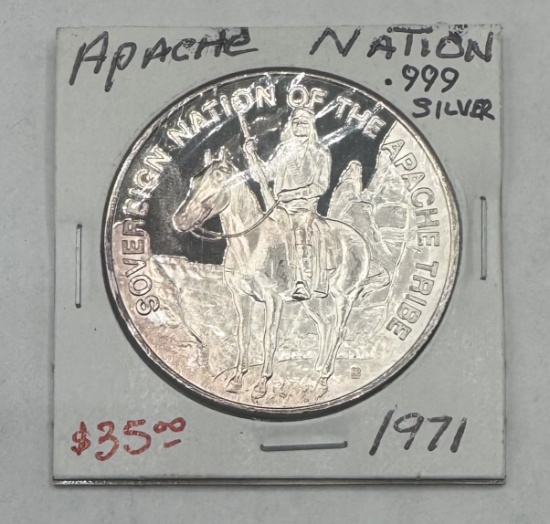 APACHE NATION
.999
SILVER
SOVEREIGN NATION OF THE APACHE TRIBE
$35.00
1971